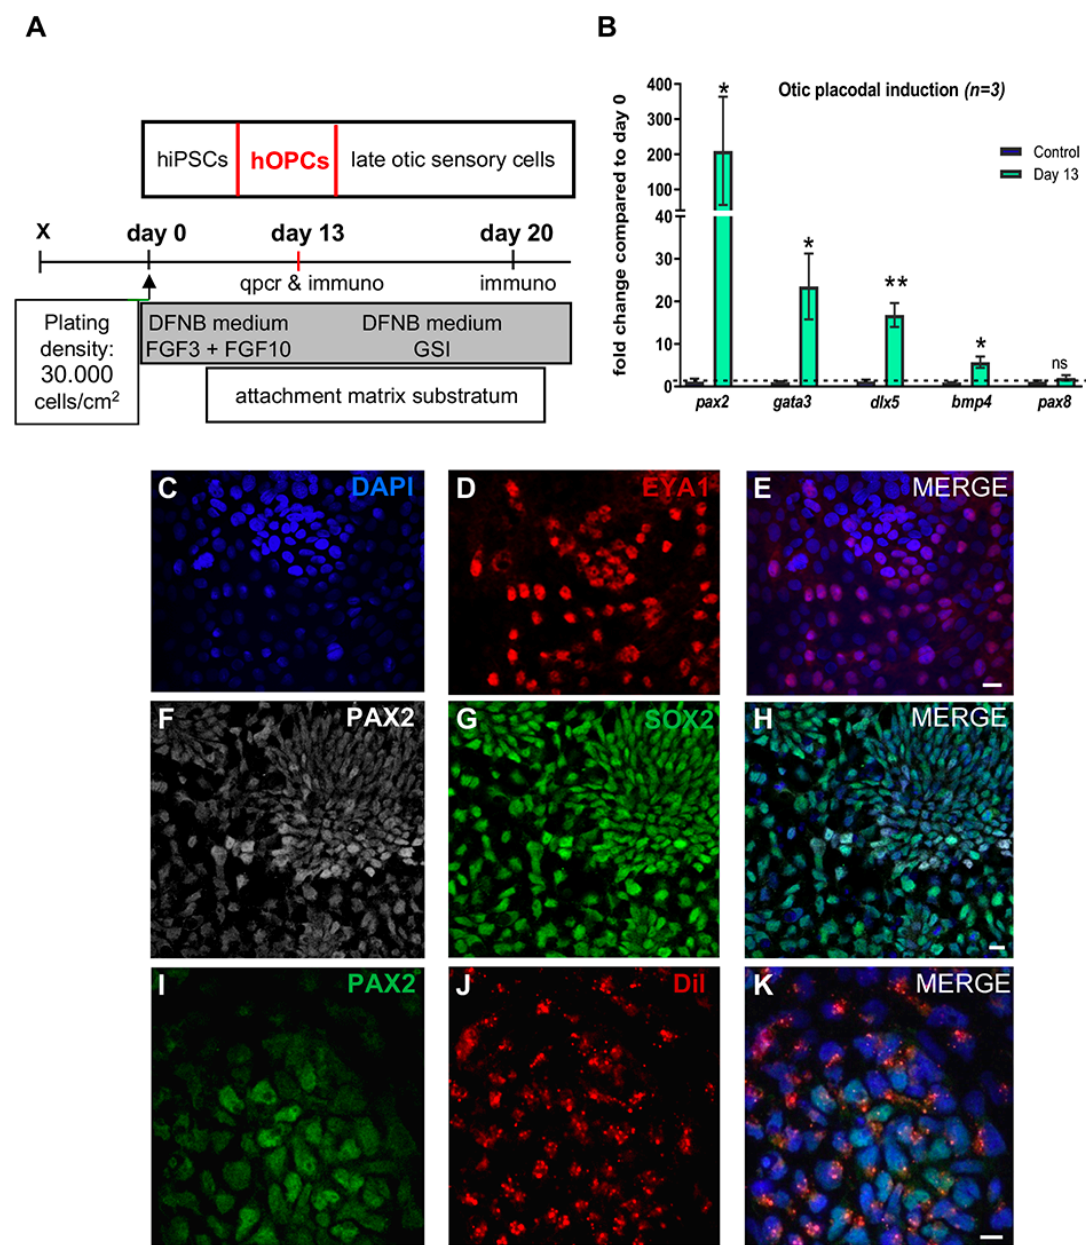 A
hiPSCs hOPCs late otic sensory cells
X day 0 day 13 day 20
qpcr & immuno immuno
Plating
density:
30.000
cells/cm²
DFNB medium DFNB medium
FGF3 + FGF10 GSI
attachment matrix substratum
B
Otic placodal induction (n=3)
fold change compared to day 0
400
300
200
100
40
30
20
10
0
* * ** * ns
Control
Day 13
pax2 gata3 dlx5 bmp4 pax8
C DAPI
D EYA1
E MERGE
F PAX2
G SOX2
H MERGE
I PAX2
J DiI
K MERGE